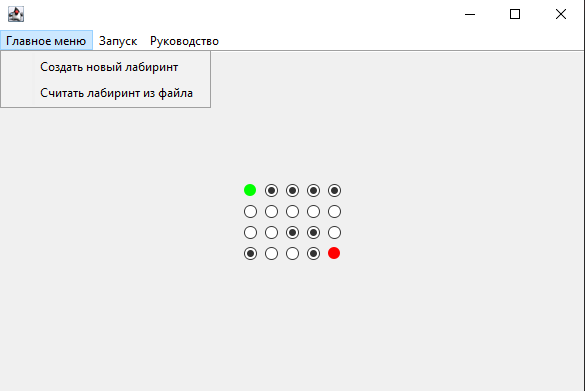 Главное меню Запуск Руководство
Создать новый лабиринт
Считать лабиринт из файла